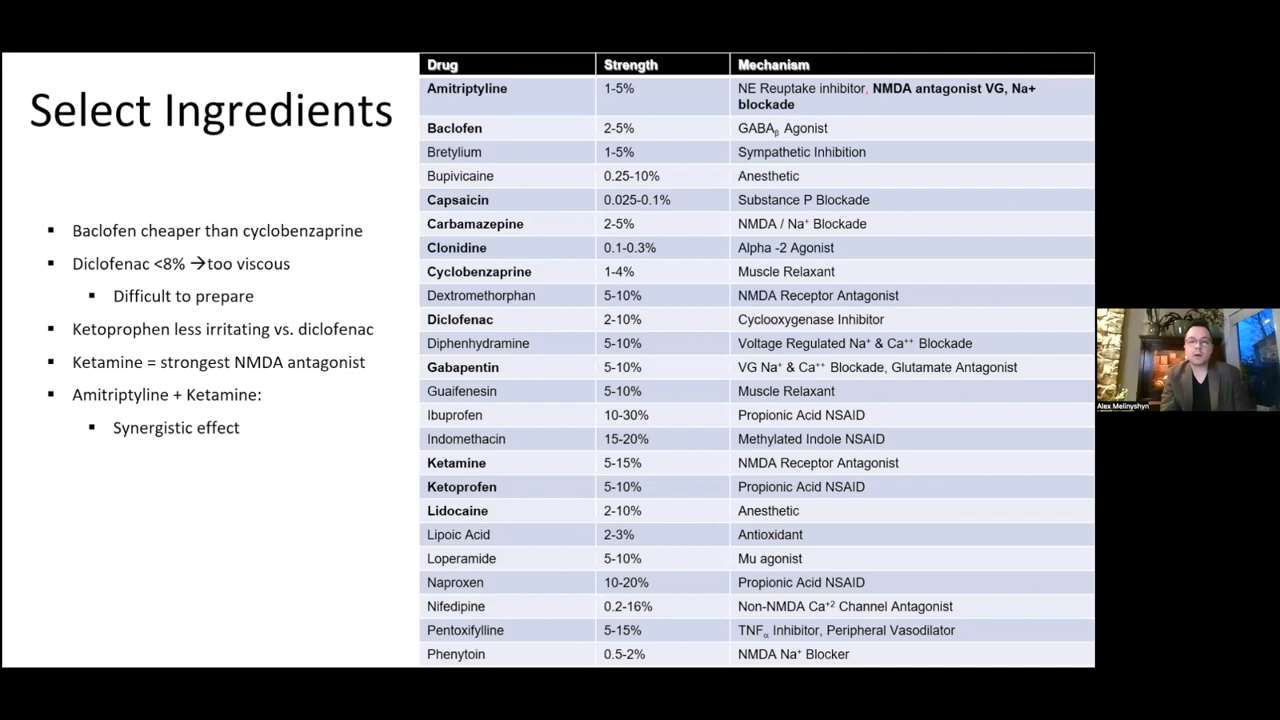 Select Ingredients
▪ Baclofen cheaper than cyclobenzaprine
▪ Diclofenac <8% →too viscous
▪ Difficult to prepare
▪ Ketoprophen less irritating vs. diclofenac
▪ Ketamine = strongest NMDA antagonist
▪ Amitriptyline + Ketamine:
▪ Synergistic effect
Drug Strength Mechanism
Amitriptyline 1-5% NE Reuptake inhibitor, NMDA antagonist VG, Na+
blockade
Baclofen 2-5% GABAᵦ Agonist
Bretylium 1-5% Sympathetic Inhibition
Bupivicaine 0.25-10% Anesthetic
Capsaicin 0.025-0.1% Substance P Blockade
Carbamazepine 2-5% NMDA / Na⁺ Blockade
Clonidine 0.1-0.3% Alpha -2 Agonist
Cyclobenzaprine 1-4% Muscle Relaxant
Dextromethorphan 5-10% NMDA Receptor Antagonist
Diclofenac 2-10% Cyclooxygenase Inhibitor
Diphenhydramine 5-10% Voltage Regulated Na⁺ & Ca⁺⁺ Blockade
Gabapentin 5-10% VG Na⁺ & Ca⁺⁺ Blockade, Glutamate Antagonist
Guaifenesin 5-10% Muscle Relaxant
Ibuprofen 10-30% Propionic Acid NSAID
Indomethacin 15-20% Methylated Indole NSAID
Ketamine 5-15% NMDA Receptor Antagonist
Ketoprofen 5-10% Propionic Acid NSAID
Lidocaine 2-10% Anesthetic
Lipoic Acid 2-3% Antioxidant
Loperamide 5-10% Mu agonist
Naproxen 10-20% Propionic Acid NSAID
Nifedipine 0.2-16% Non-NMDA Ca⁺² Channel Antagonist
Pentoxifylline 5-15% TNFα Inhibitor, Peripheral Vasodilator
Phenytoin 0.5-2% NMDA Na⁺ Blocker
Alex Melinyshyn